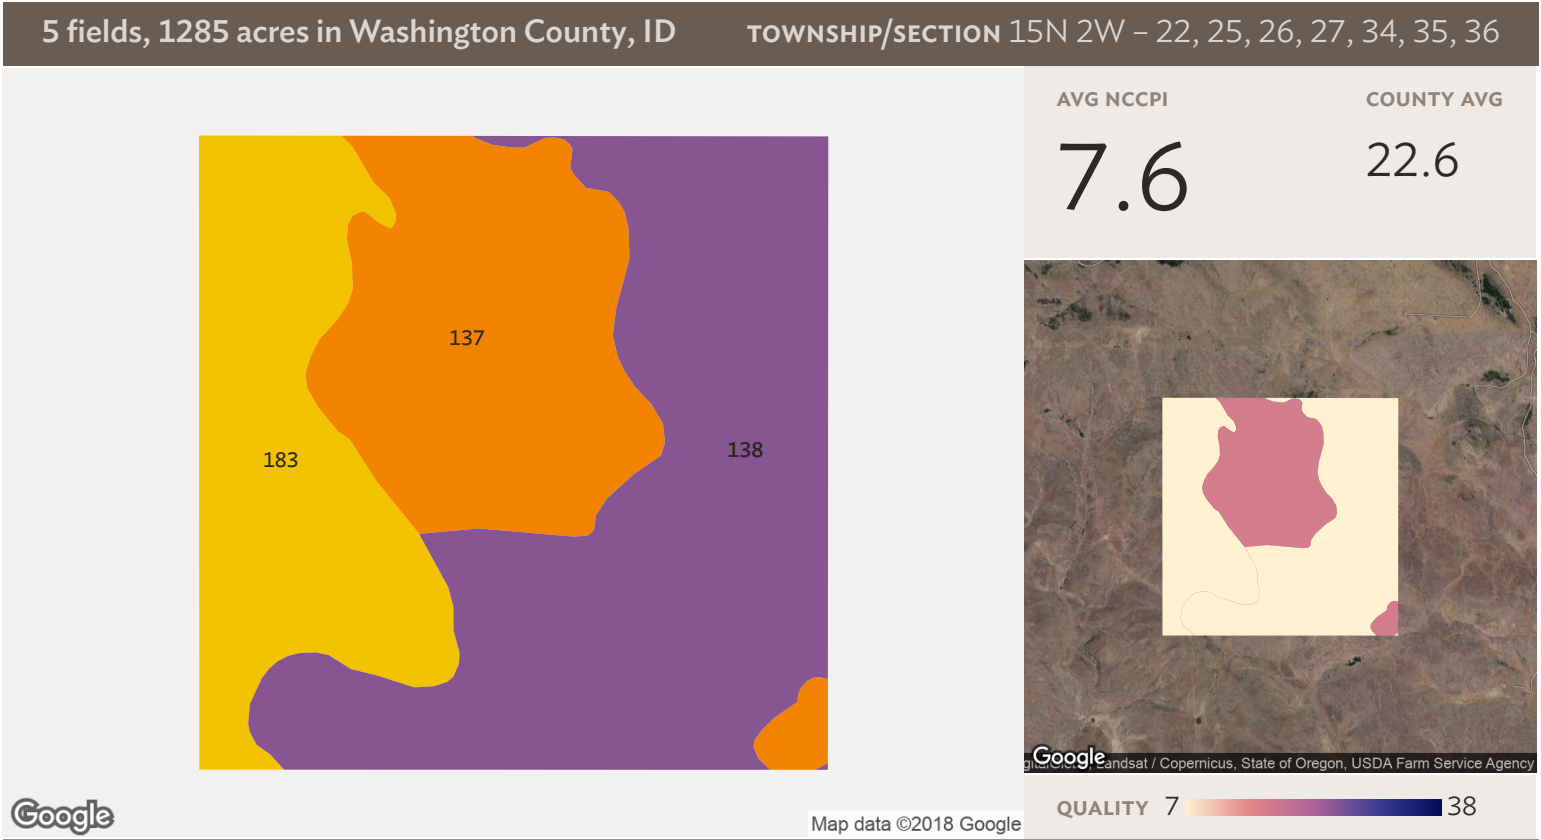 5 fields, 1285 acres in Washington County, ID
TOWNSHIP/SECTION 15N 2W – 22, 25, 26, 27, 34, 35, 36
AVG NCCPI
COUNTY AVG
7.6
22.6
137
183
138
Google
Landsat / Copernicus, State of Oregon, USDA Farm Service Agency
Google
Map data ©2018 Google
QUALITY 7
38